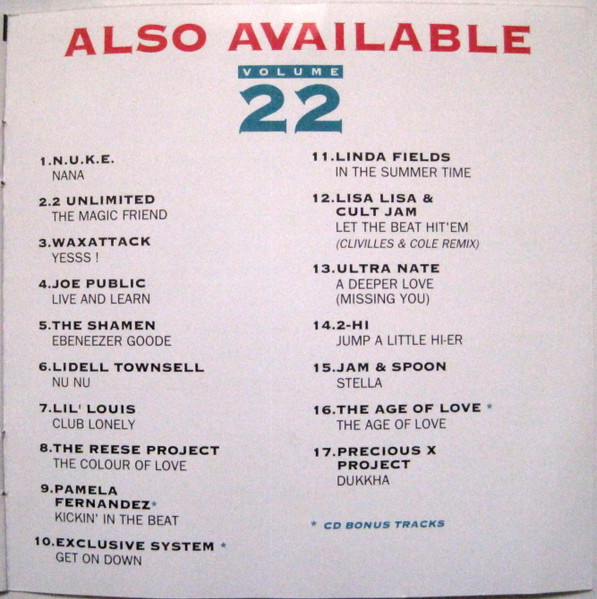 ALSO AVAILABLE
VOLUME
22
1.N.U.K.E.
NANA
2.2 UNLIMITED
THE MAGIC FRIEND
3.WAXATTACK
YESSS !
4.JOE PUBLIC
LIVE AND LEARN
5.THE SHAMEN
EBENEEZER GOODE
6.LIDELL TOWNSELL
NU NU
7.LIL' LOUIS
CLUB LONELY
8.THE REESE PROJECT
THE COLOUR OF LOVE
9.PAMELA
FERNANDEZ*
KICKIN' IN THE BEAT
10.EXCLUSIVE SYSTEM *
GET ON DOWN
11.LINDA FIELDS
IN THE SUMMER TIME
12.LISA LISA &
CULT JAM
LET THE BEAT HIT'EM
(CLIVILLES & COLE REMIX)
13.ULTRA NATE
A DEEPER LOVE
(MISSING YOU)
14.2-HI
JUMP A LITTLE HI-ER
15.JAM & SPOON
STELLA
16.THE AGE OF LOVE *
THE AGE OF LOVE
17.PRECIOUS X
PROJECT
DUKKHA
* CD BONUS TRACKS